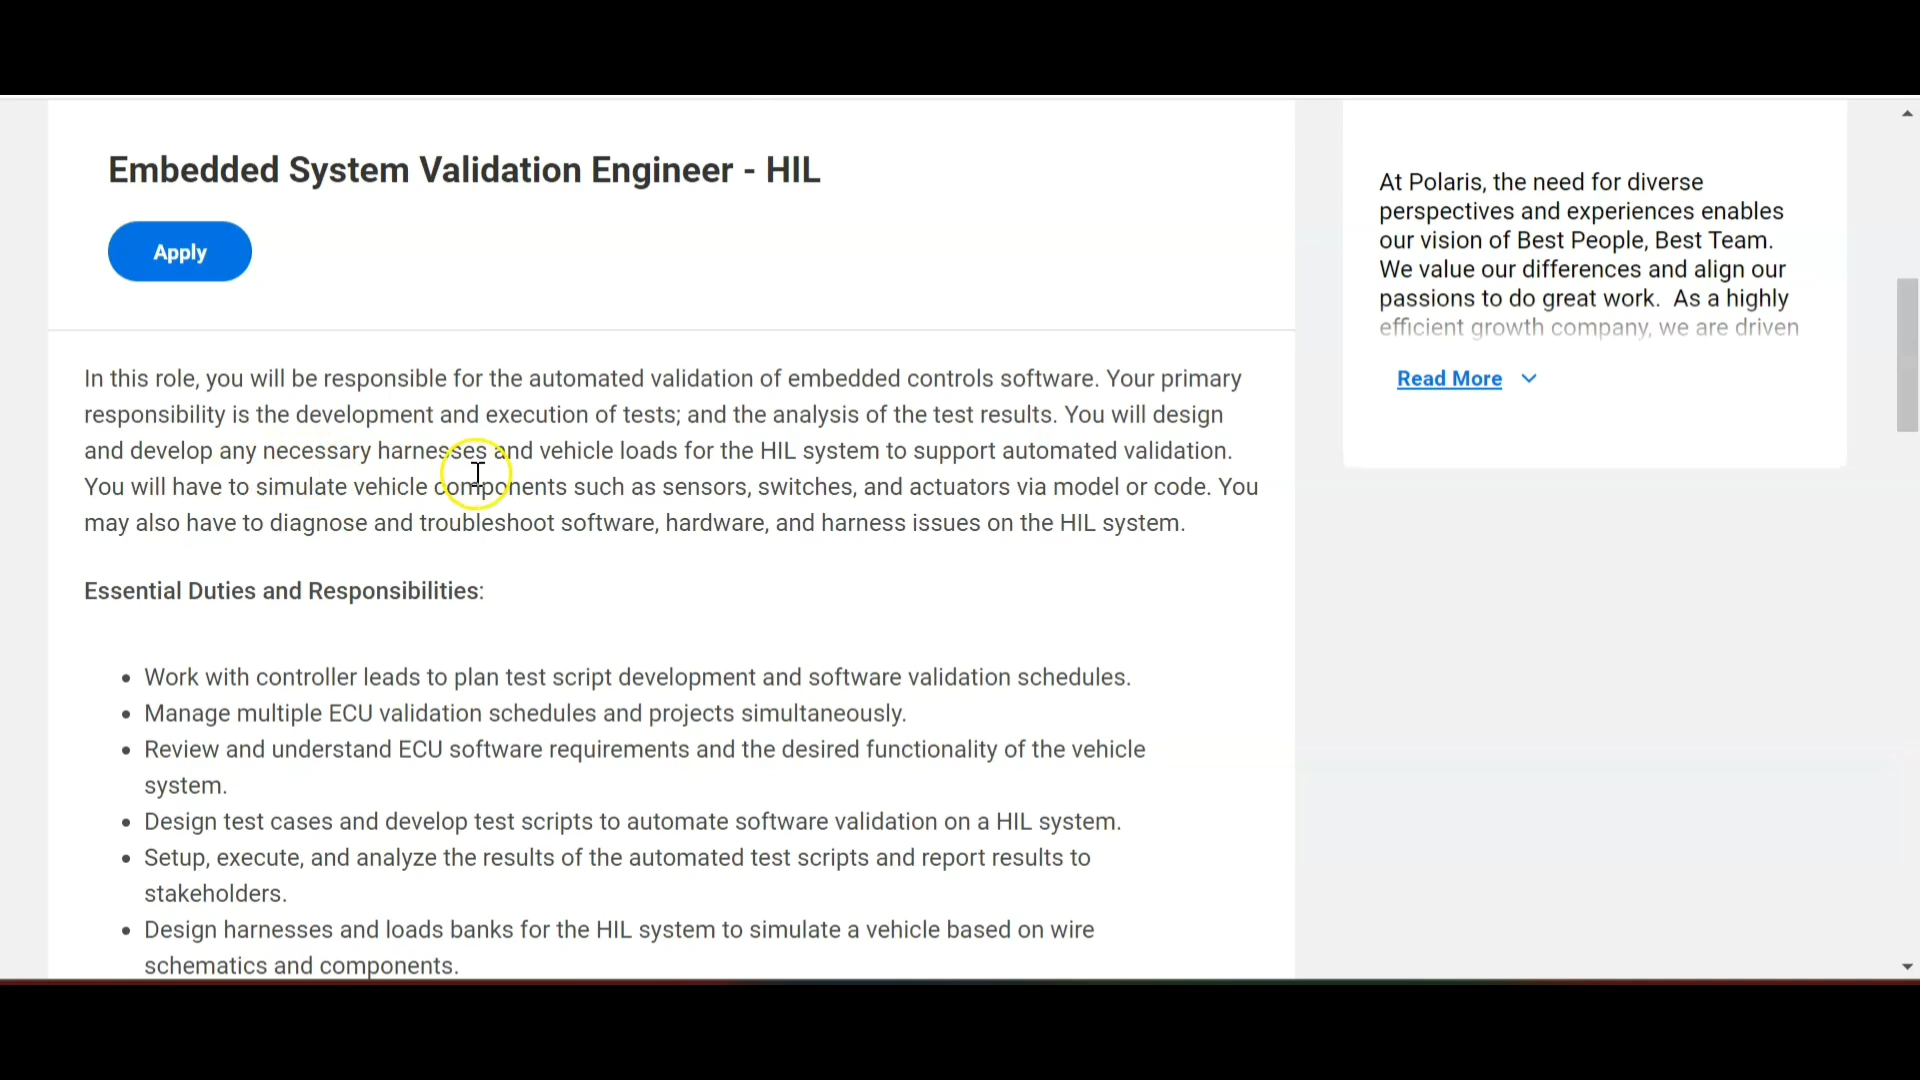 Embedded System Validation Engineer - HIL
Apply
In this role, you will be responsible for the automated validation of embedded controls software. Your primary
responsibility is the development and execution of tests; and the analysis of the test results. You will design
and develop any necessary harnesses and vehicle loads for the HIL system to support automated validation.
You will have to simulate vehicle components such as sensors, switches, and actuators via model or code. You
may also have to diagnose and troubleshoot software, hardware, and harness issues on the HIL system.
Essential Duties and Responsibilities:
• Work with controller leads to plan test script development and software validation schedules.
• Manage multiple ECU validation schedules and projects simultaneously.
• Review and understand ECU software requirements and the desired functionality of the vehicle
system.
• Design test cases and develop test scripts to automate software validation on a HIL system.
• Setup, execute, and analyze the results of the automated test scripts and report results to
stakeholders.
• Design harnesses and loads banks for the HIL system to simulate a vehicle based on wire
schematics and components.
At Polaris, the need for diverse
perspectives and experiences enables
our vision of Best People, Best Team.
We value our differences and align our
passions to do great work.  As a highly
efficient growth company, we are driven
Read More